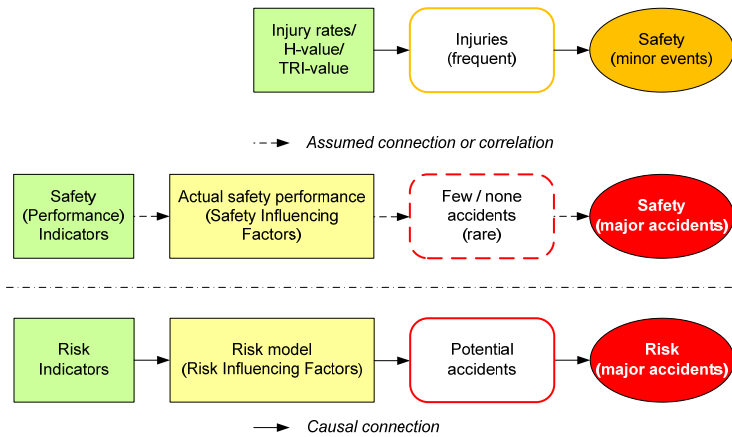 Injury rates/
H-value/
TRI-value
Injuries
(frequent)
Safety
(minor events)
Assumed connection or correlation
Safety
(Performance)
Indicators
Actual safety performance
(Safety Influencing
Factors)
Few / none
accidents
(rare)
Safety
(major accidents)
Risk
Indicators
Risk model
(Risk Influencing Factors)
Potential
accidents
Risk
(major accidents)
Causal connection